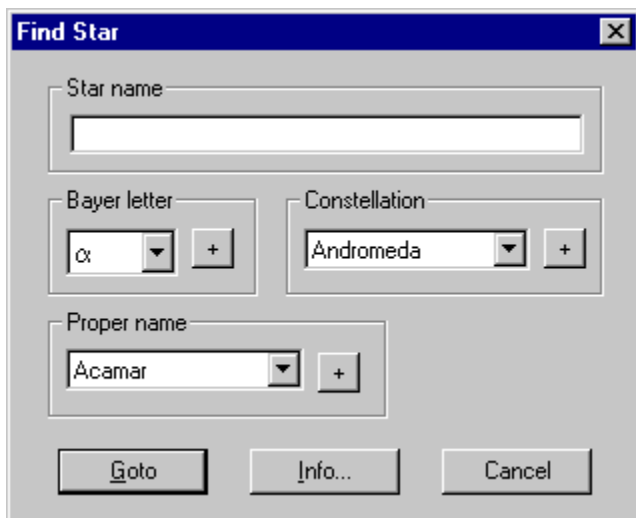 Find Star
Star name
Bayer letter
α
+
Constellation
Andromeda
+
Proper name
Acamar
+
Goto
Info...
Cancel